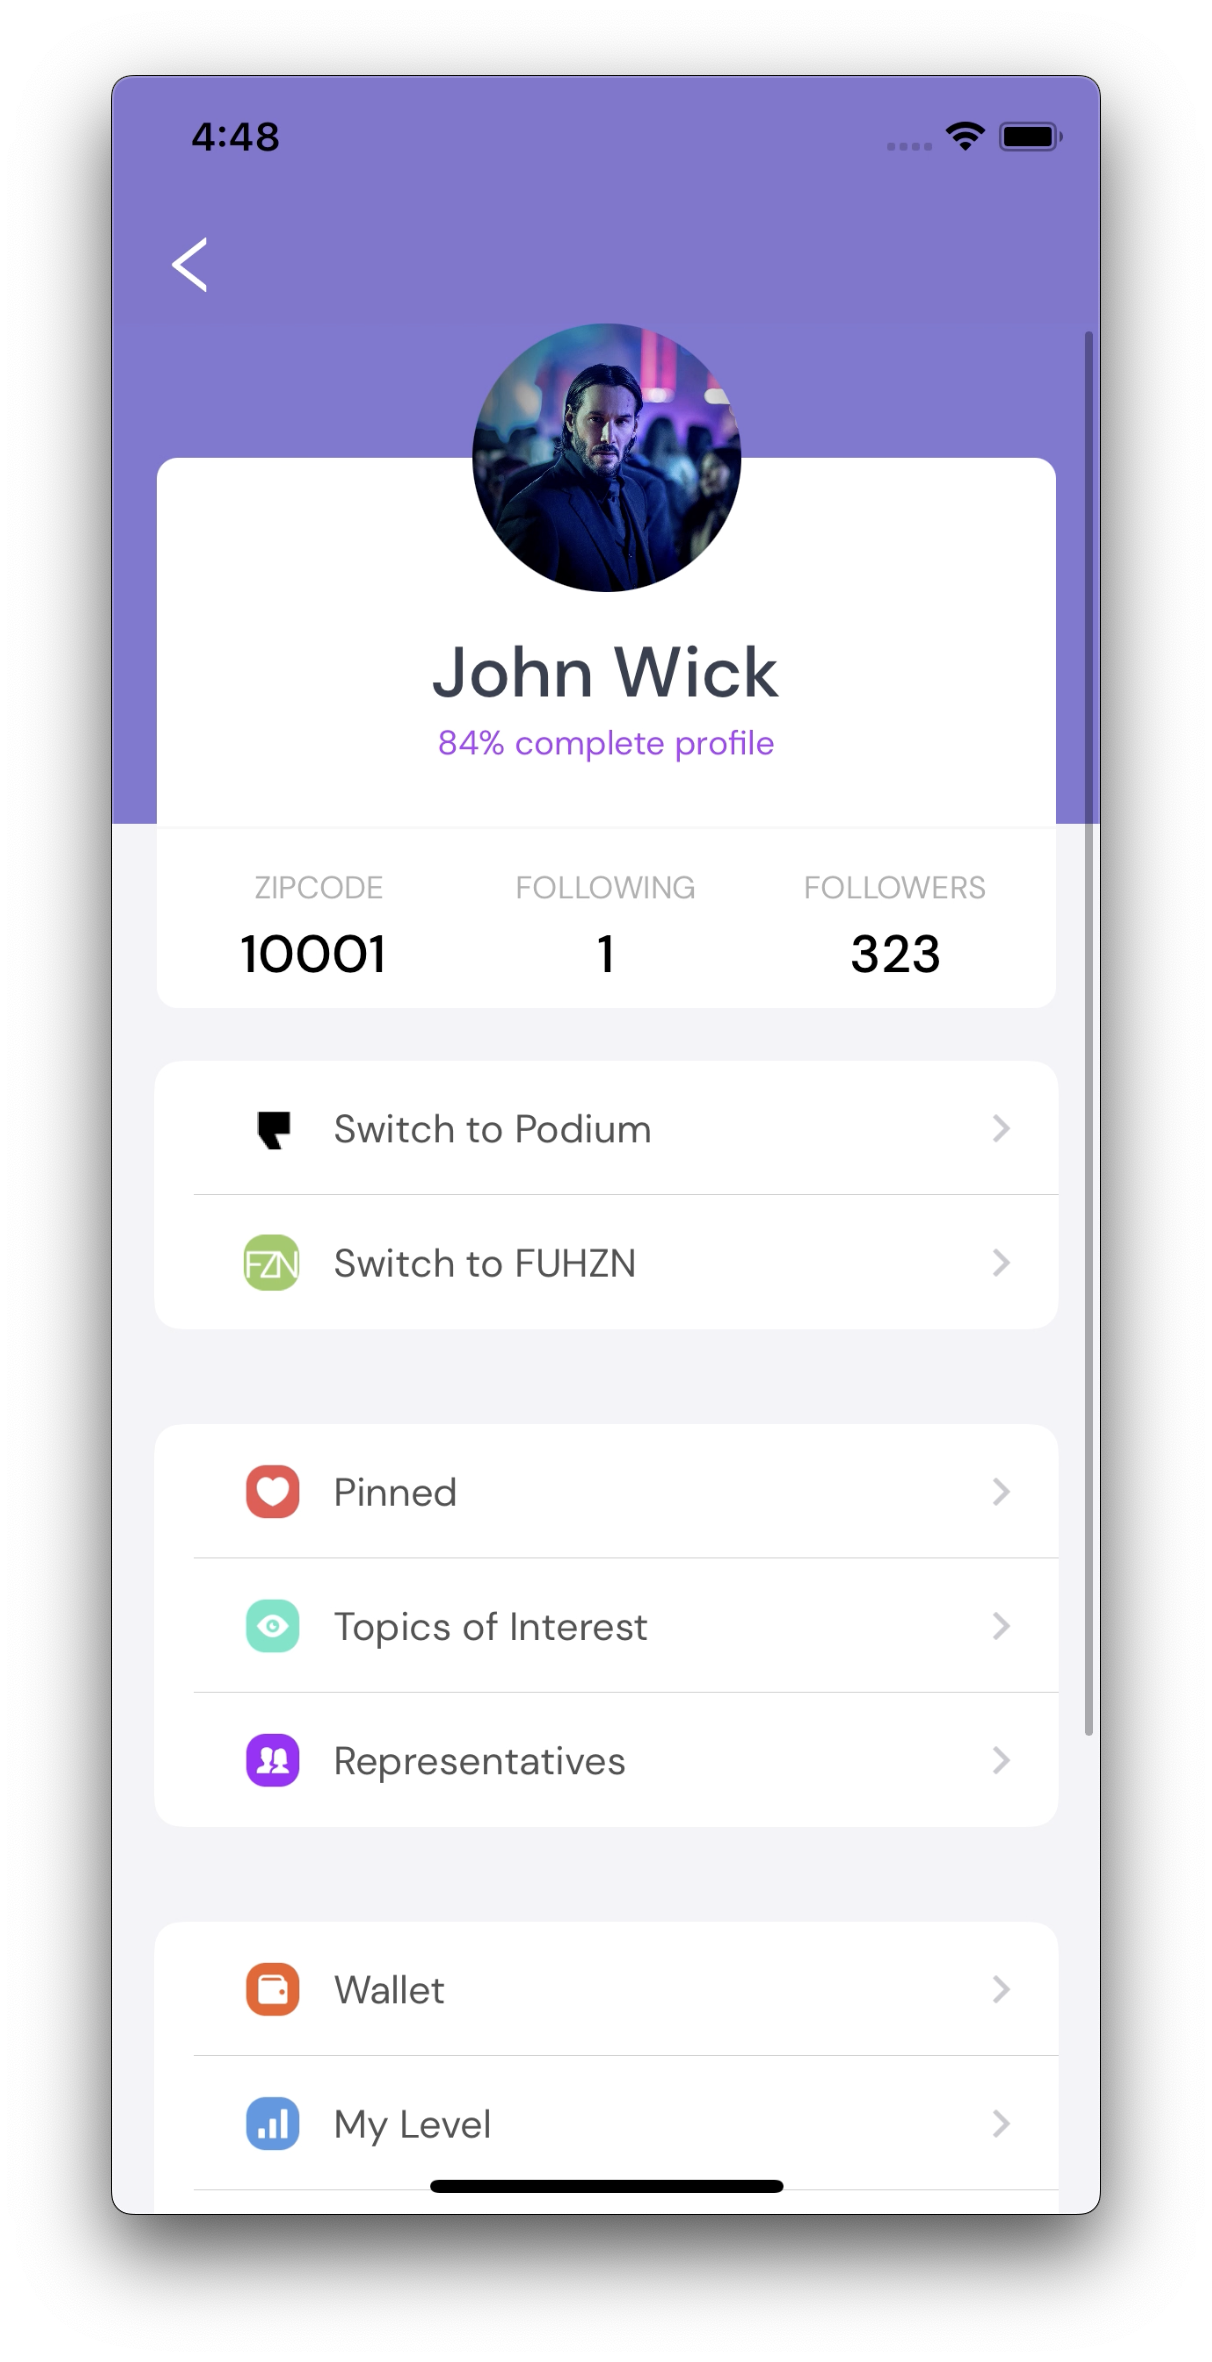 4:48
John Wick
84% complete profile
ZIPCODE FOLLOWING FOLLOWERS
10001 1 323
Switch to Podium
FZN Switch to FUHZN
Pinned
Topics of Interest
Representatives
Wallet
My Level